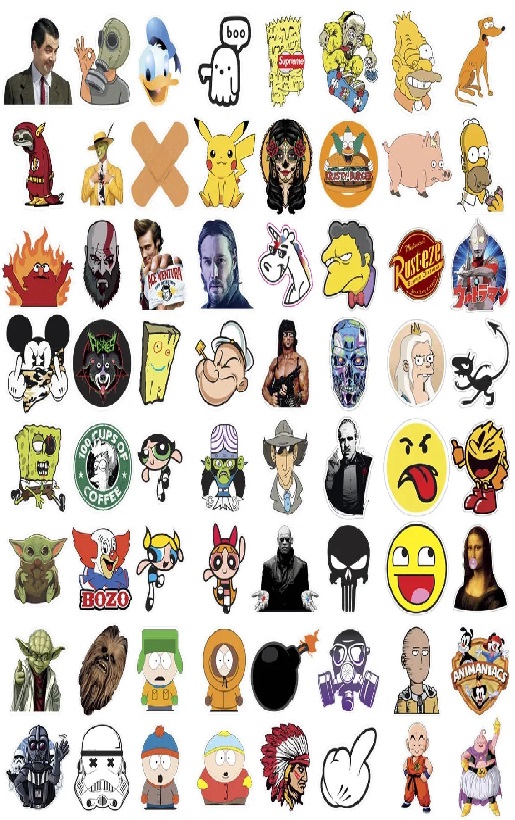 boo
Supreme
KRUSTY BURGER
ACE VENTURA
Rust-eze
ウルトラマン
100 CUPS OF
COFFEE
BOZO
ANIMANIACS